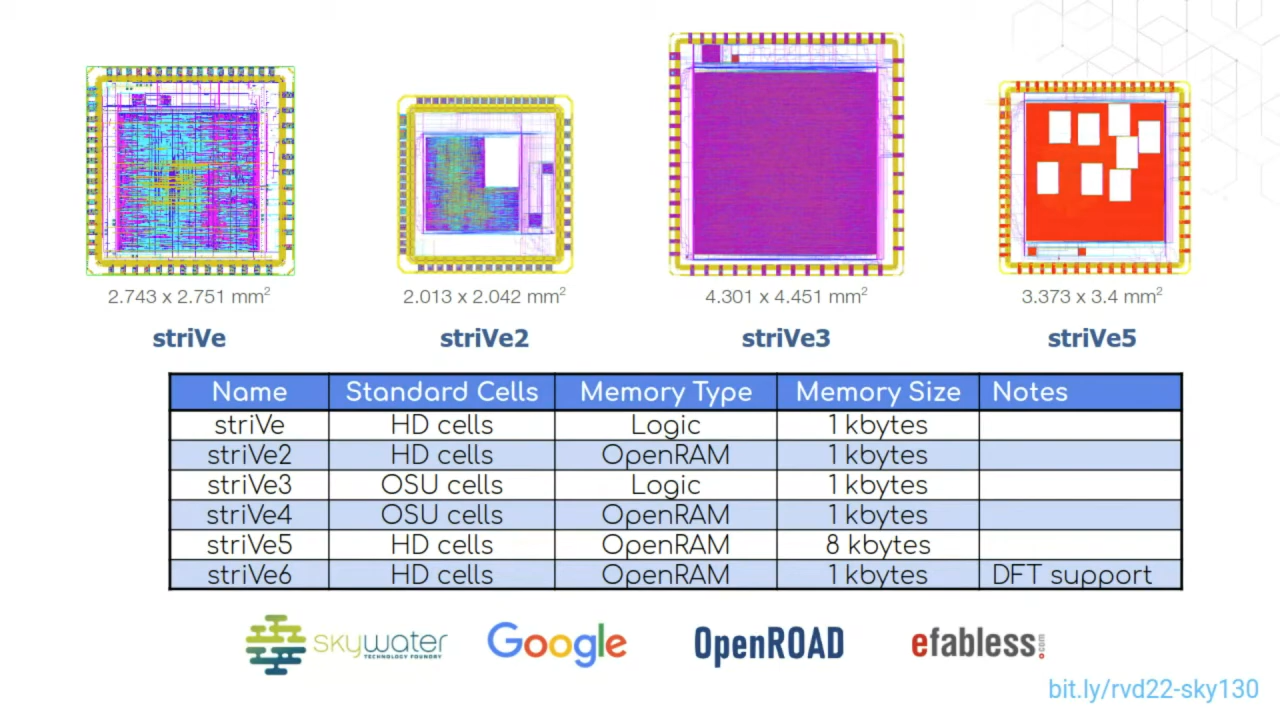 2.743 x 2.751 mm² 2.013 x 2.042 mm² 4.301 x 4.451 mm² 3.373 x 3.4 mm²
striVe striVe2 striVe3 striVe5
Name Standard Cells Memory Type Memory Size Notes
striVe HD cells Logic 1 kbytes
striVe2 HD cells OpenRAM 1 kbytes
striVe3 OSU cells Logic 1 kbytes
striVe4 OSU cells OpenRAM 1 kbytes
striVe5 HD cells OpenRAM 8 kbytes
striVe6 HD cells OpenRAM 1 kbytes DFT support
skywater Google OpenROAD efabless.com
TECHNOLOGY FOUNDRY
bit.ly/rvd22-sky130